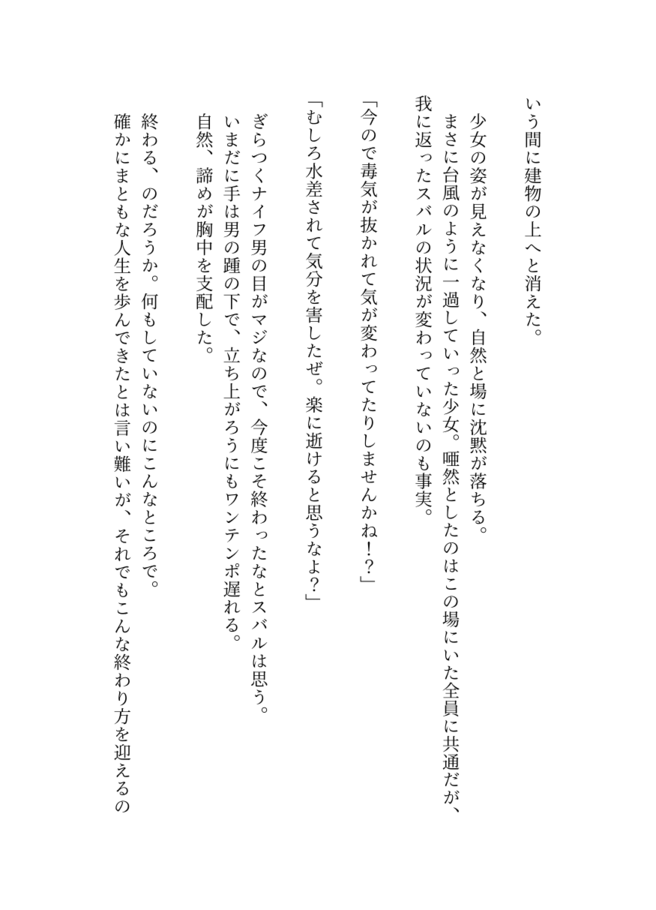 いう間に建物の上へと消えた。
少女の姿が見えなくなり、自然と場に沈黙が落ちる。
まさに台風のように一過していった少女。唖然としたのはこの場にいた全員に共通だが、
我に返ったスバルの状況が変わっていないのも事実。
「今ので毒気が抜かれて気が変わってたりしませんかね！？」
「むしろ水差されて気分を害したぜ。楽に逝けると思うなよ？」
ぎらつくナイフ男の目がマジなので、今度こそ終わったなとスバルは思う。
いまだに手は男の踵の下で、立ち上がろうにもワンテンポ遅れる。
自然、諦めが胸中を支配した。
終わる、のだろうか。何もしていないのにこんなところで。
確かにまともな人生を歩んできたとは言い難いが、それでもこんな終わり方を迎えるの